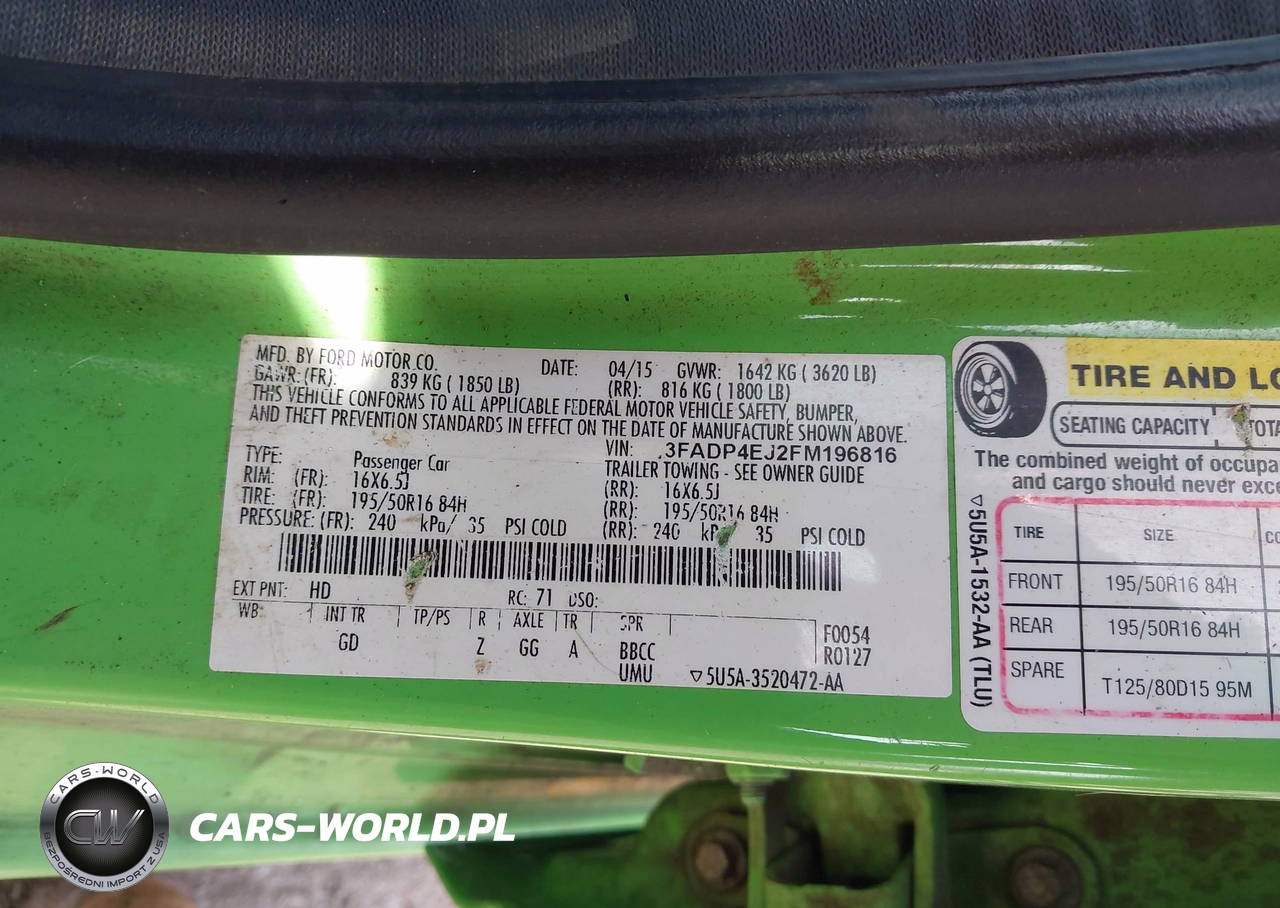 MFD. BY FORD MOTOR CO. DATE: 04/15 GVWR: 1642 KG ( 3620 LB)
GAWR: (FR): 839 KG ( 1850 LB) (RR): 816 KG ( 1800 LB)
THIS VEHICLE CONFORMS TO ALL APPLICABLE FEDERAL MOTOR VEHICLE SAFETY, BUMPER,
AND THEFT PREVENTION STANDARDS IN EFFECT ON THE DATE OF MANUFACTURE SHOWN ABOVE.
VIN: 3FADP4EJ2FM196816
TYPE: Passenger Car TRAILER TOWING - SEE OWNER GUIDE
RIM: (FR): 16X6.5J (RR): 16X6.5J
TIRE: (FR): 195/50R16 84H (RR): 195/50R16 84H
PRESSURE: (FR): 240 kPa/ 35 PSI COLD (RR): 240 35 PSI COLD
EXT PNT: HD RC: 71 DSO:
WB: INT TR TP/PS R AXLE TR SPR
GD Z GG A BBCC
UMU
F0054
R0127
▽5U5A-3520472-AA
TIRE AND
SEATING CAPACITY
The combined weight of
and cargo should never
TIRE SIZE
FRONT 195/50R16 84H
REAR 195/50R16 84H
SPARE T125/80D15 95M
▽5U5A-1532-AA (TLU)
CARS-WORLD
CW
BEZPOŚREDNI IMPORT Z USA
CARS-WORLD.PL